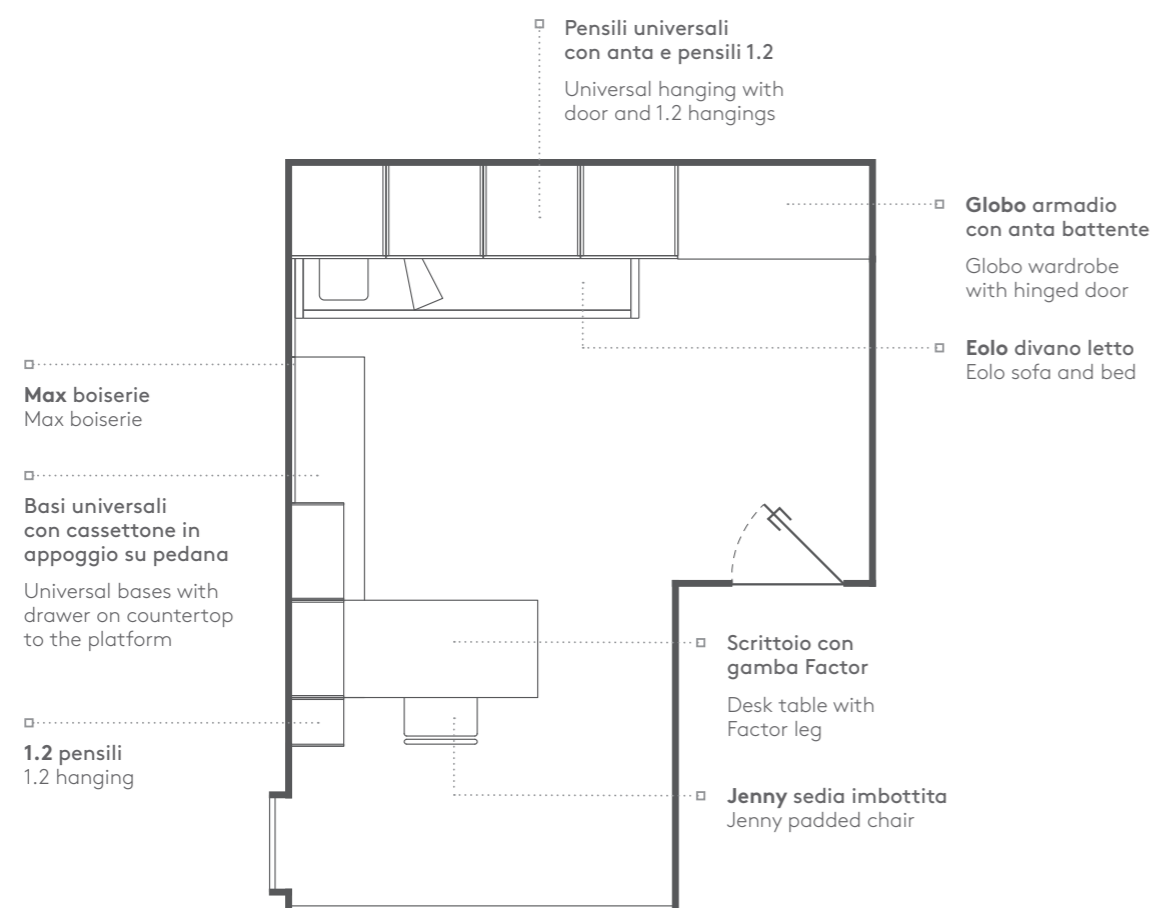 Pensili universali
con anta e pensili 1.2
Universal hanging with
door and 1.2 hangings
Globo armadio
con anta battente
Globo wardrobe
with hinged door
Eolo divano letto
Eolo sofa and bed
Max boiserie
Max boiserie
Basi universali
con cassettone in
appoggio su pedana
Universal bases with
drawer on countertop
to the platform
Scrittoio con
gamba Factor
Desk table with
Factor leg
1.2 pensili
1.2 hanging
Jenny sedia imbottita
Jenny padded chair